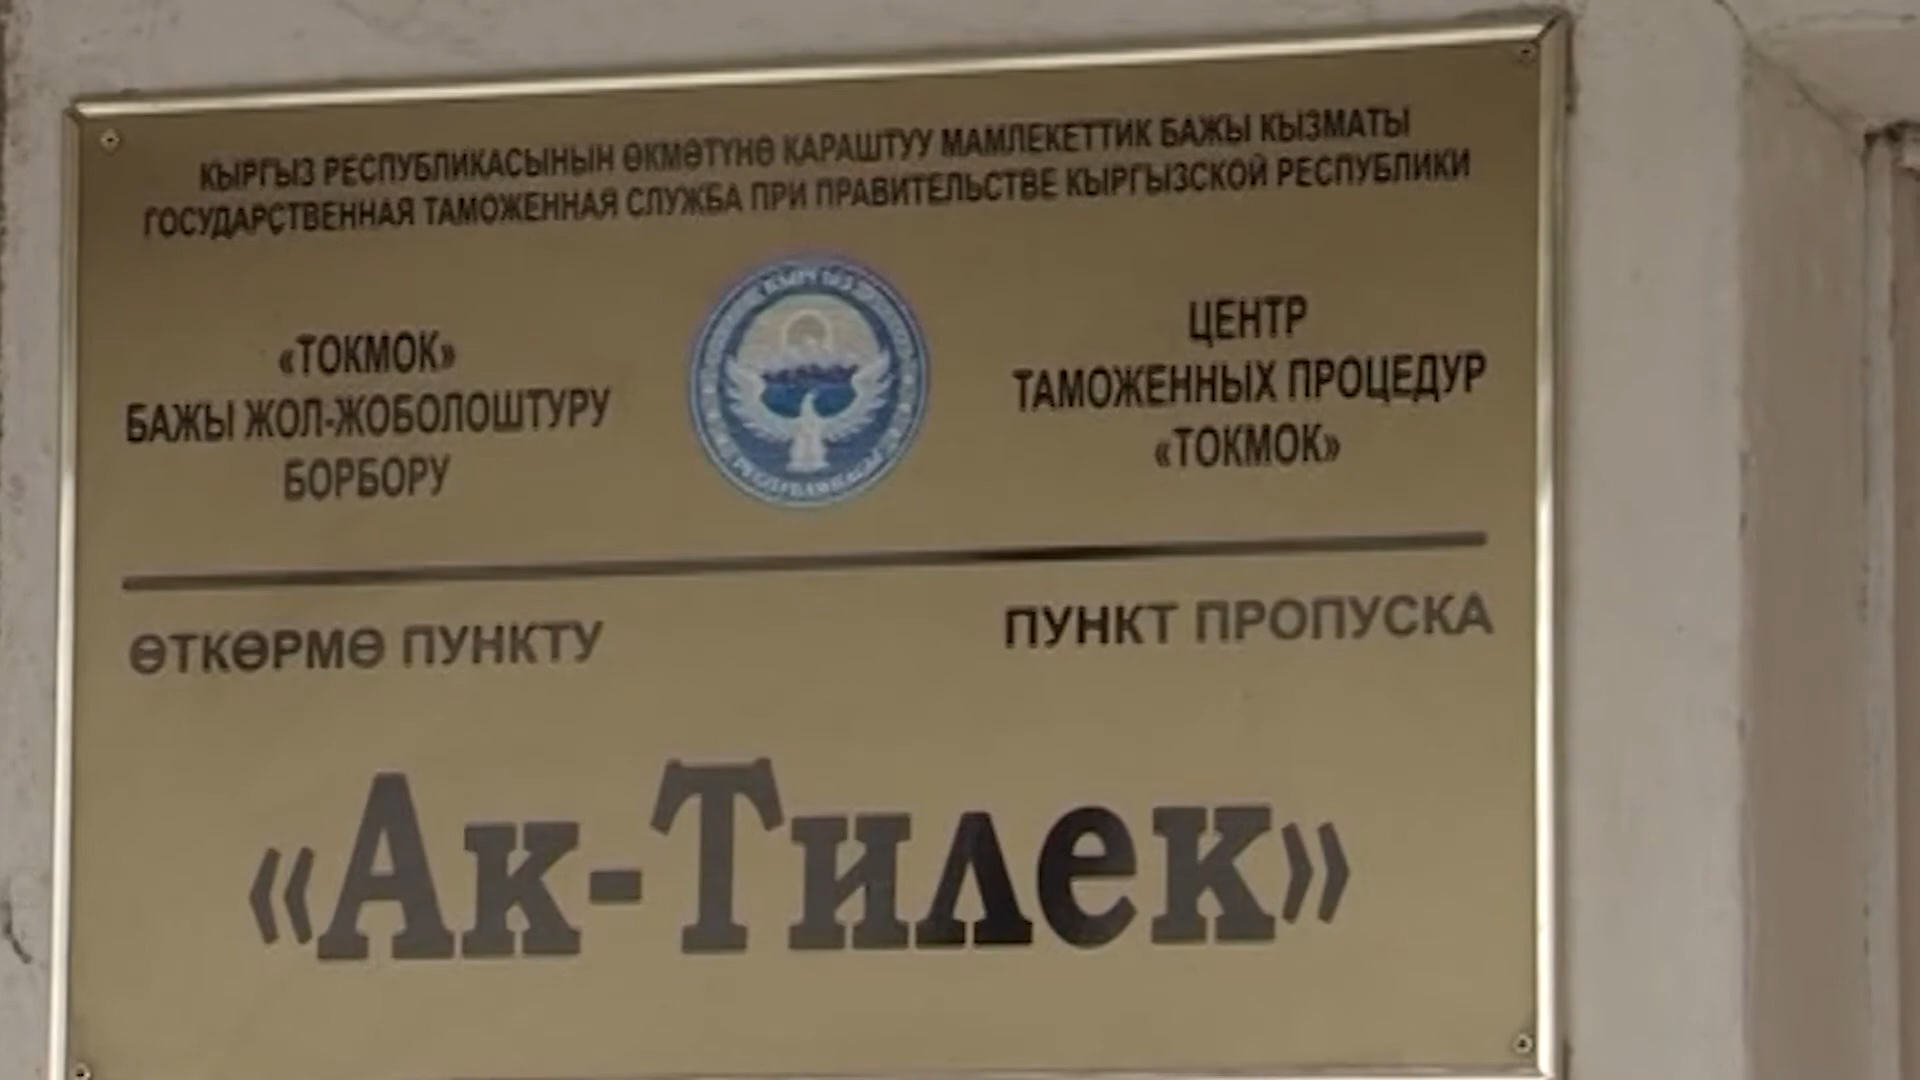 КЫРГЫЗ РЕСПУБЛИКАСЫНЫН ӨКМӨТҮНӨ КАРАШТУУ МАМЛЕКЕТТИК БАЖЫ КЫЗМАТЫ
ГОСУДАРСТВЕННАЯ ТАМОЖЕННАЯ СЛУЖБА ПРИ ПРАВИТЕЛЬСТВЕ КЫРГЫЗСКОЙ РЕСПУБЛИКИ
«ТОКМОК»
БАЖЫ ЖОЛ-ЖОБОЛОШТУРУ
БОРБОРУ
ЦЕНТР
ТАМОЖЕННЫХ ПРОЦЕДУР
«ТОКМОК»
ӨТКӨРМӨ ПУНКТУ
ПУНКТ ПРОПУСКА
«Ак-Тилек»